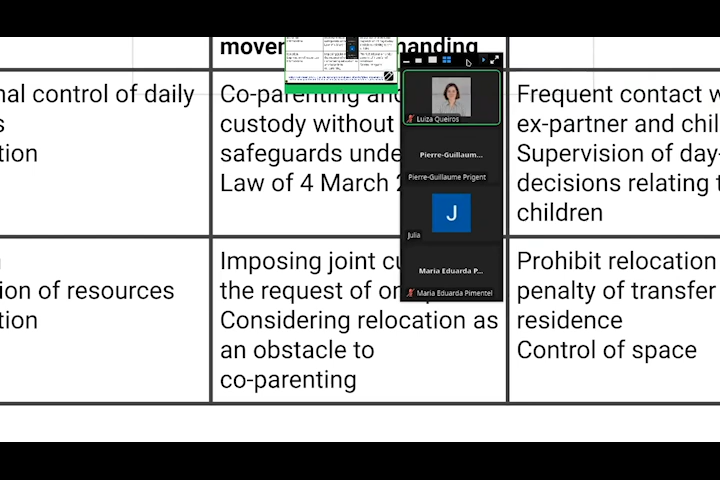 movem
manding
nal control of daily
s
tion
Co-parenting and
custody without
safeguards unde
Law of 4 March 2
Frequent contact w
ex-partner and chil
Supervision of day-
decisions relating t
children
Luiza Queiros
Pierre-Guillaum...
Pierre-Guillaume Prigent
J
Julia
Maria Eduarda P...
Maria Eduarda Pimentel
ion of resources
tion
Imposing joint cu
the request of one
Considering relocation as
an obstacle to
co-parenting
Prohibit relocation
penalty of transfer
residence
Control of space